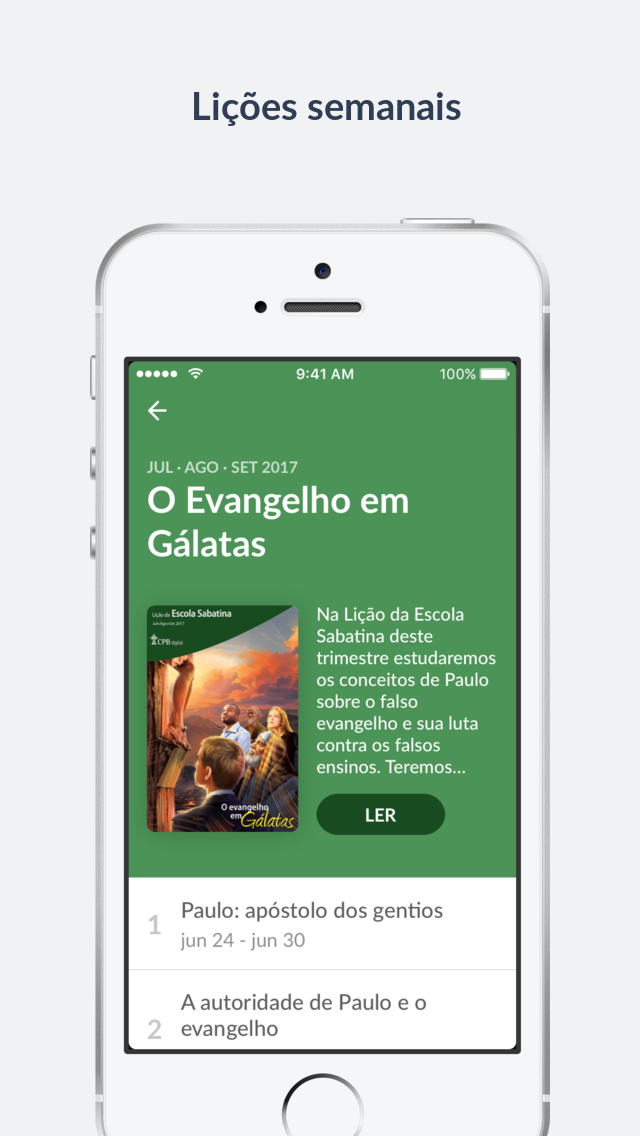 Lições semanais
9:41 AM
100%
JUL · AGO · SET 2017
O Evangelho em
Gálatas
Lição da Escola Sabatina
Jul•Ago•Set 2017
CPB digital
O evangelho
em Gálatas
Na Lição da Escola
Sabatina deste
trimestre estudaremos
os conceitos de Paulo
sobre o falso
evangelho e sua luta
contra os falsos
ensinos. Teremos...
LER
1
Paulo: apóstolo dos gentios
jun 24 - jun 30
2
A autoridade de Paulo e o
evangelho